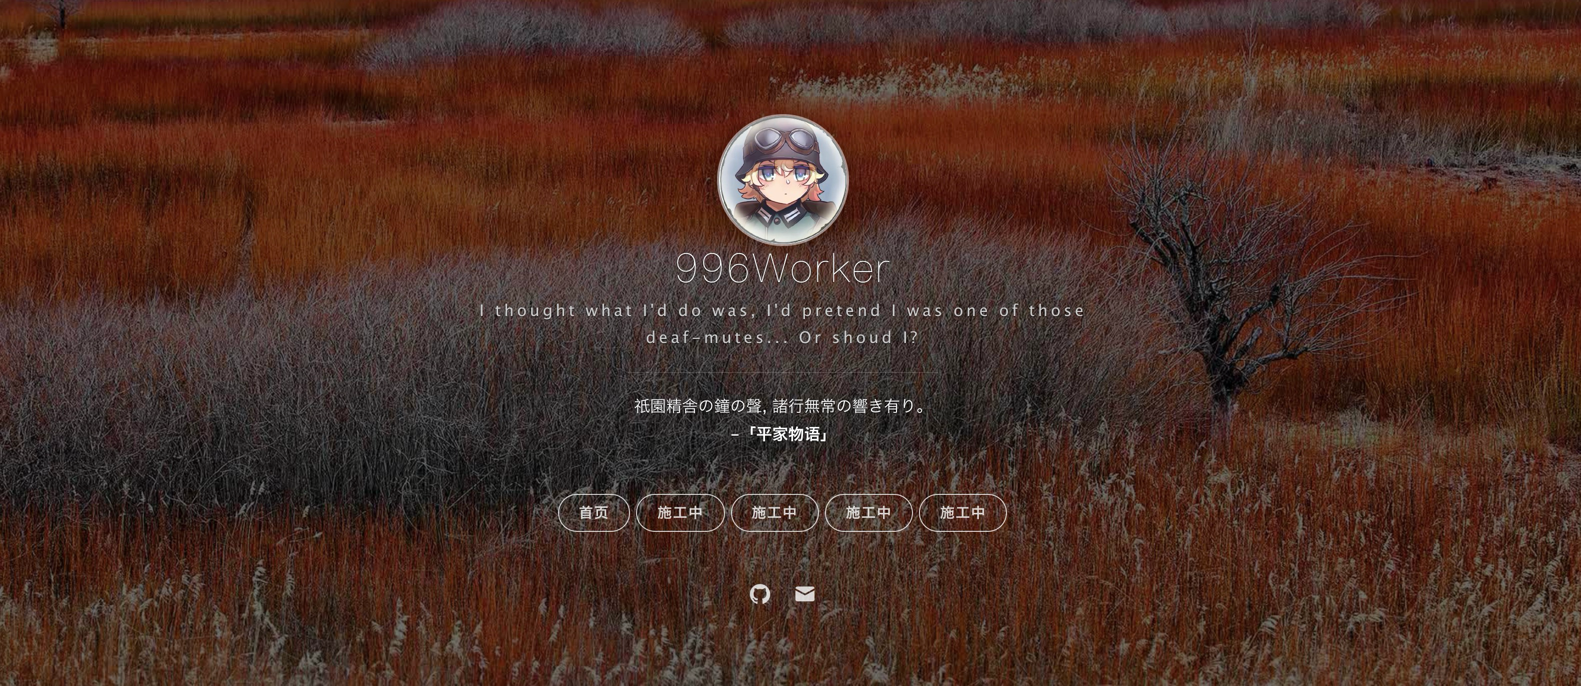 996Worker
I thought what I'd do was, I'd pretend I was one of those
deaf-mutes... Or shoud I?
祇園精舎の鐘の聲, 諸行無常の響き有り。
–「平家物语」
首页 施工中 施工中 施工中 施工中